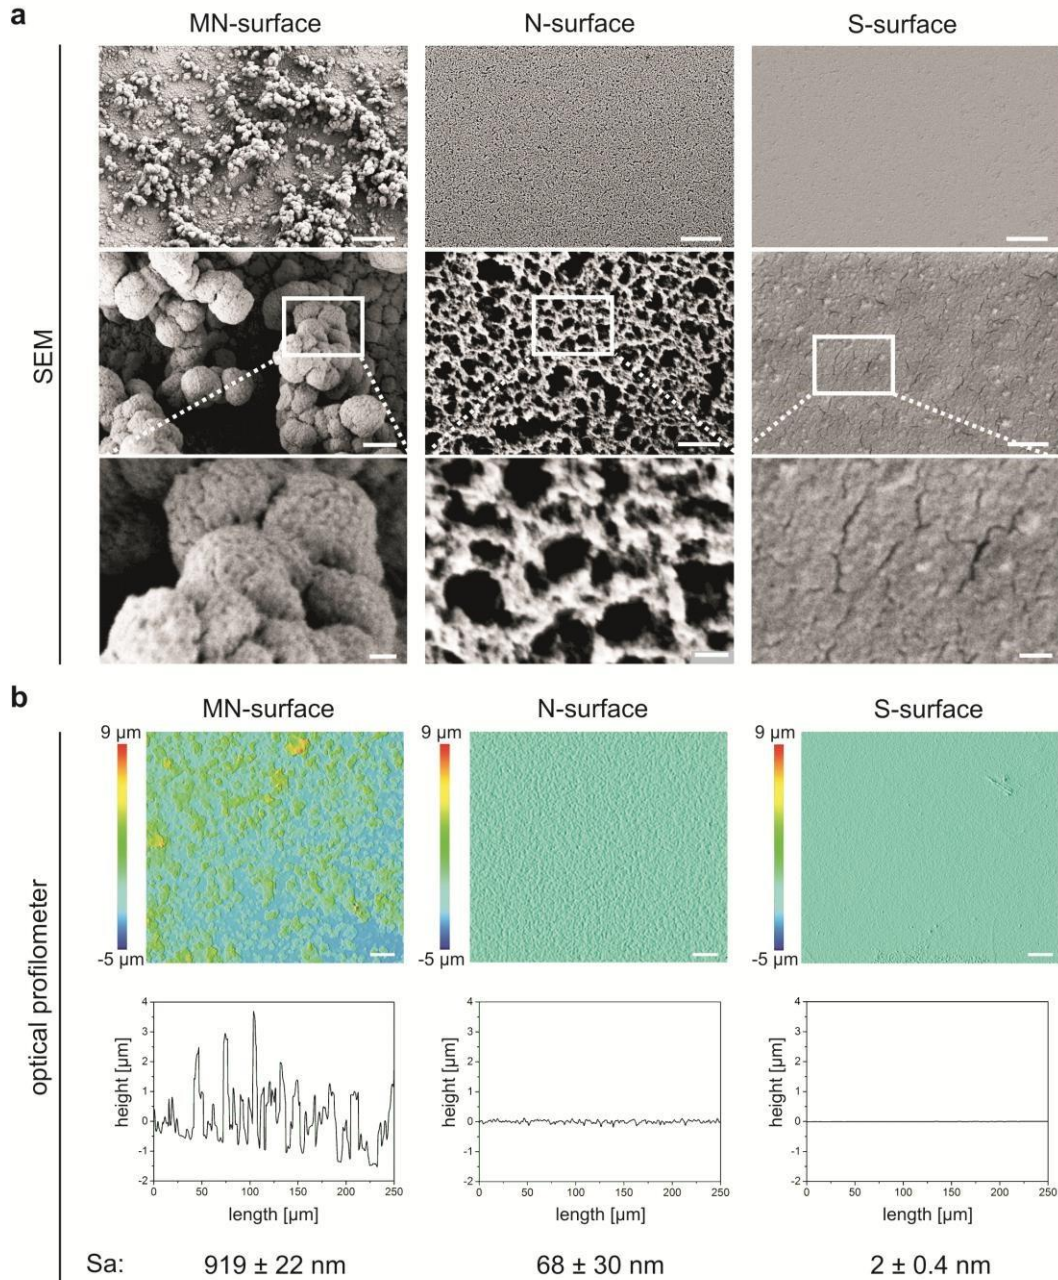 a
MN-surface N-surface S-surface
SEM
b
MN-surface N-surface S-surface
9 µm 9 µm 9 µm
-5 µm -5 µm -5 µm
optical profilometer
4 4 4
3 3 3
2 2 2
1 1 1
0 0 0
-1 -1 -1
-2 -2 -2
height [µm] height [µm] height [µm]
0 50 100 150 200 250 0 50 100 150 200 250 0 50 100 150 200 250
length [µm] length [µm] length [µm]
Sa: 919 ± 22 nm 68 ± 30 nm 2 ± 0.4 nm